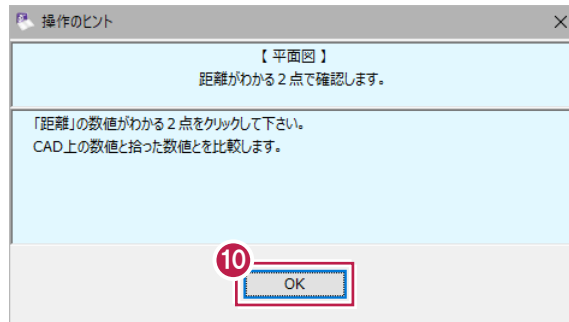 操作のヒント
【 平面図 】
距離がわかる２点で確認します。
「距離」の数値がわかる２点をクリックして下さい。
CAD上の数値と拾った数値とを比較します。
⑩
OK